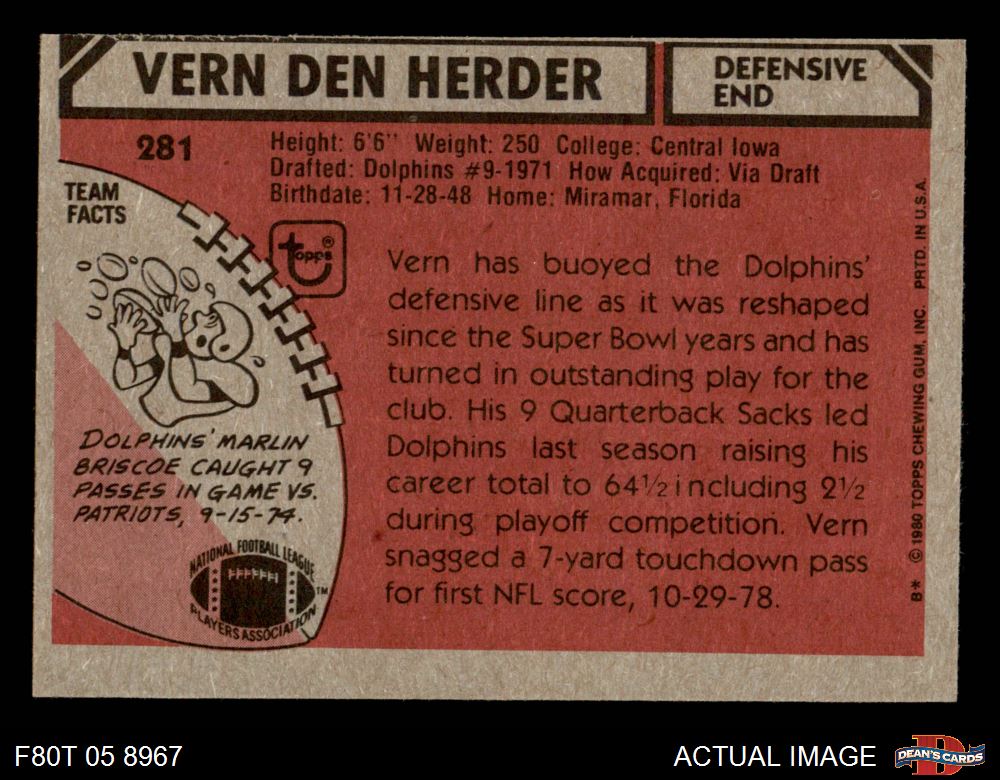 VERN DEN HERDER
DEFENSIVE
END
281
Height: 6'6" Weight: 250 College: Central Iowa
Drafted: Dolphins #9-1971 How Acquired: Via Draft
Birthdate: 11-28-48 Home: Miramar, Florida
TEAM
FACTS
topps®
Vern has buoyed the Dolphins'
defensive line as it was reshaped
since the Super Bowl years and has
turned in outstanding play for the
club. His 9 Quarterback Sacks led
Dolphins last season raising his
career total to 64½ including 2½
during playoff competition. Vern
snagged a 7-yard touchdown pass
for first NFL score, 10-29-78.
DOLPHINS' MARLIN
BRISCOE CAUGHT 9
PASSES IN GAME VS.
PATRIOTS, 9-15-74.
NATIONAL FOOTBALL LEAGUE
PLAYERS ASSOCIATION
TM
B* © 1980 TOPPS CHEWING GUM, INC. PRTD. IN U.S.A.
F80T 05 8967
ACTUAL IMAGE
D
DEAN'S CARDS